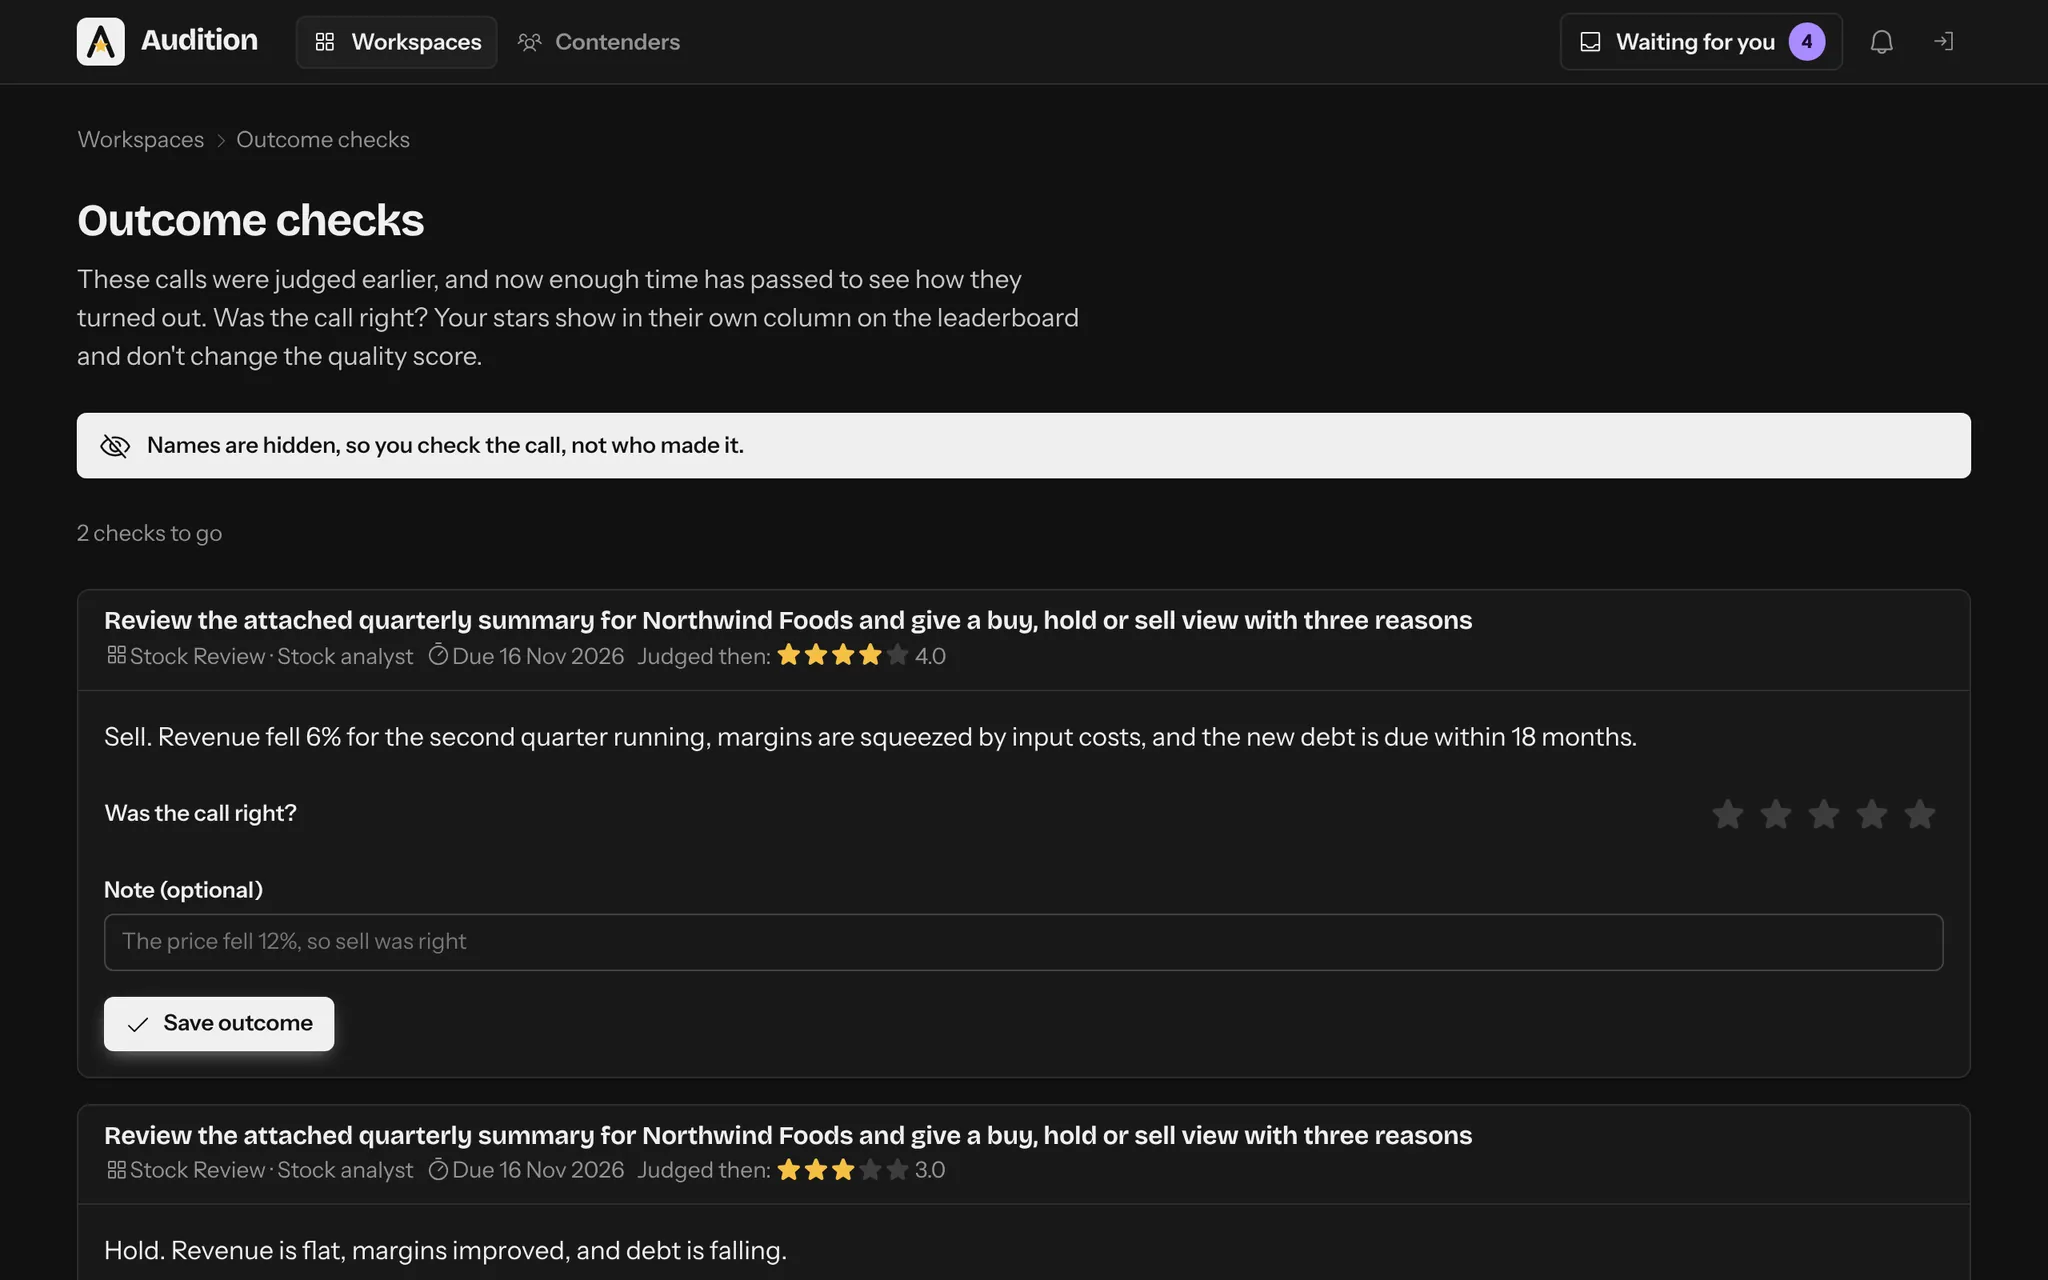 Audition
Workspaces
Contenders
Waiting for you 4
Workspaces > Outcome checks
Outcome checks
These calls were judged earlier, and now enough time has passed to see how they
turned out. Was the call right? Your stars show in their own column on the leaderboard
and don't change the quality score.
Names are hidden, so you check the call, not who made it.
2 checks to go
Review the attached quarterly summary for Northwind Foods and give a buy, hold or sell view with three reasons
Stock Review · Stock analyst Due 16 Nov 2026 Judged then: 4.0
Sell. Revenue fell 6% for the second quarter running, margins are squeezed by input costs, and the new debt is due within 18 months.
Was the call right?
Note (optional)
The price fell 12%, so sell was right
Save outcome
Review the attached quarterly summary for Northwind Foods and give a buy, hold or sell view with three reasons
Stock Review · Stock analyst Due 16 Nov 2026 Judged then: 3.0
Hold. Revenue is flat, margins improved, and debt is falling.